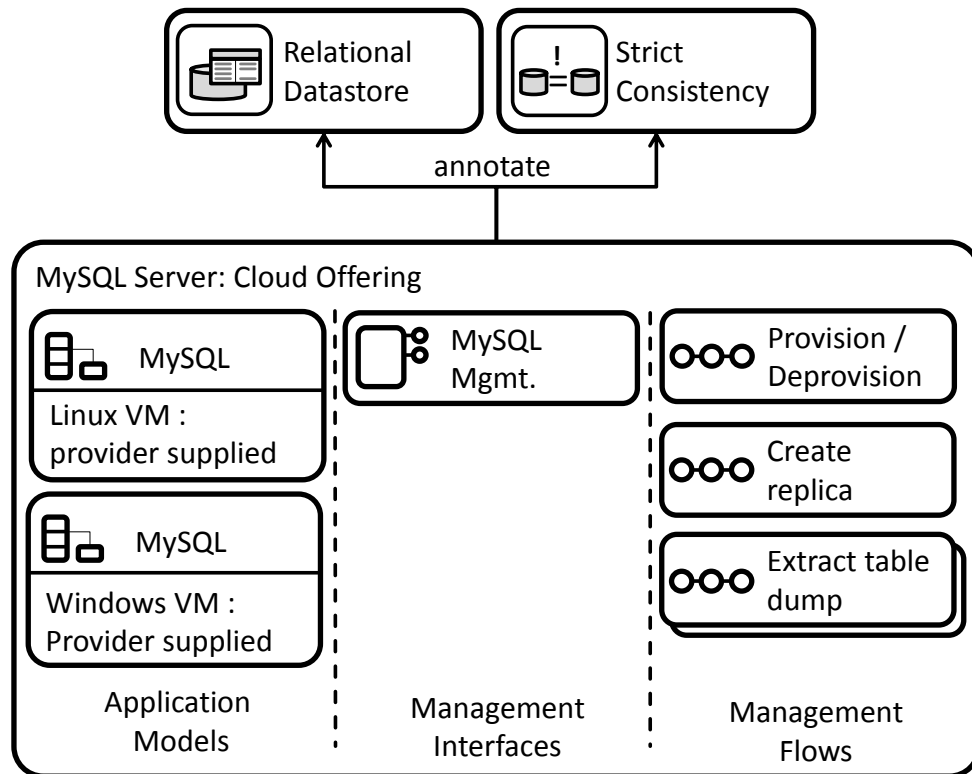 Relational
Datastore
!
Strict
Consistency
annotate
MySQL Server: Cloud Offering
MySQL
Linux VM :
provider supplied
MySQL
Windows VM :
Provider supplied
Application
Models
MySQL
Mgmt.
Management
Interfaces
Provision /
Deprovision
Create
replica
Extract table
dump
Management
Flows